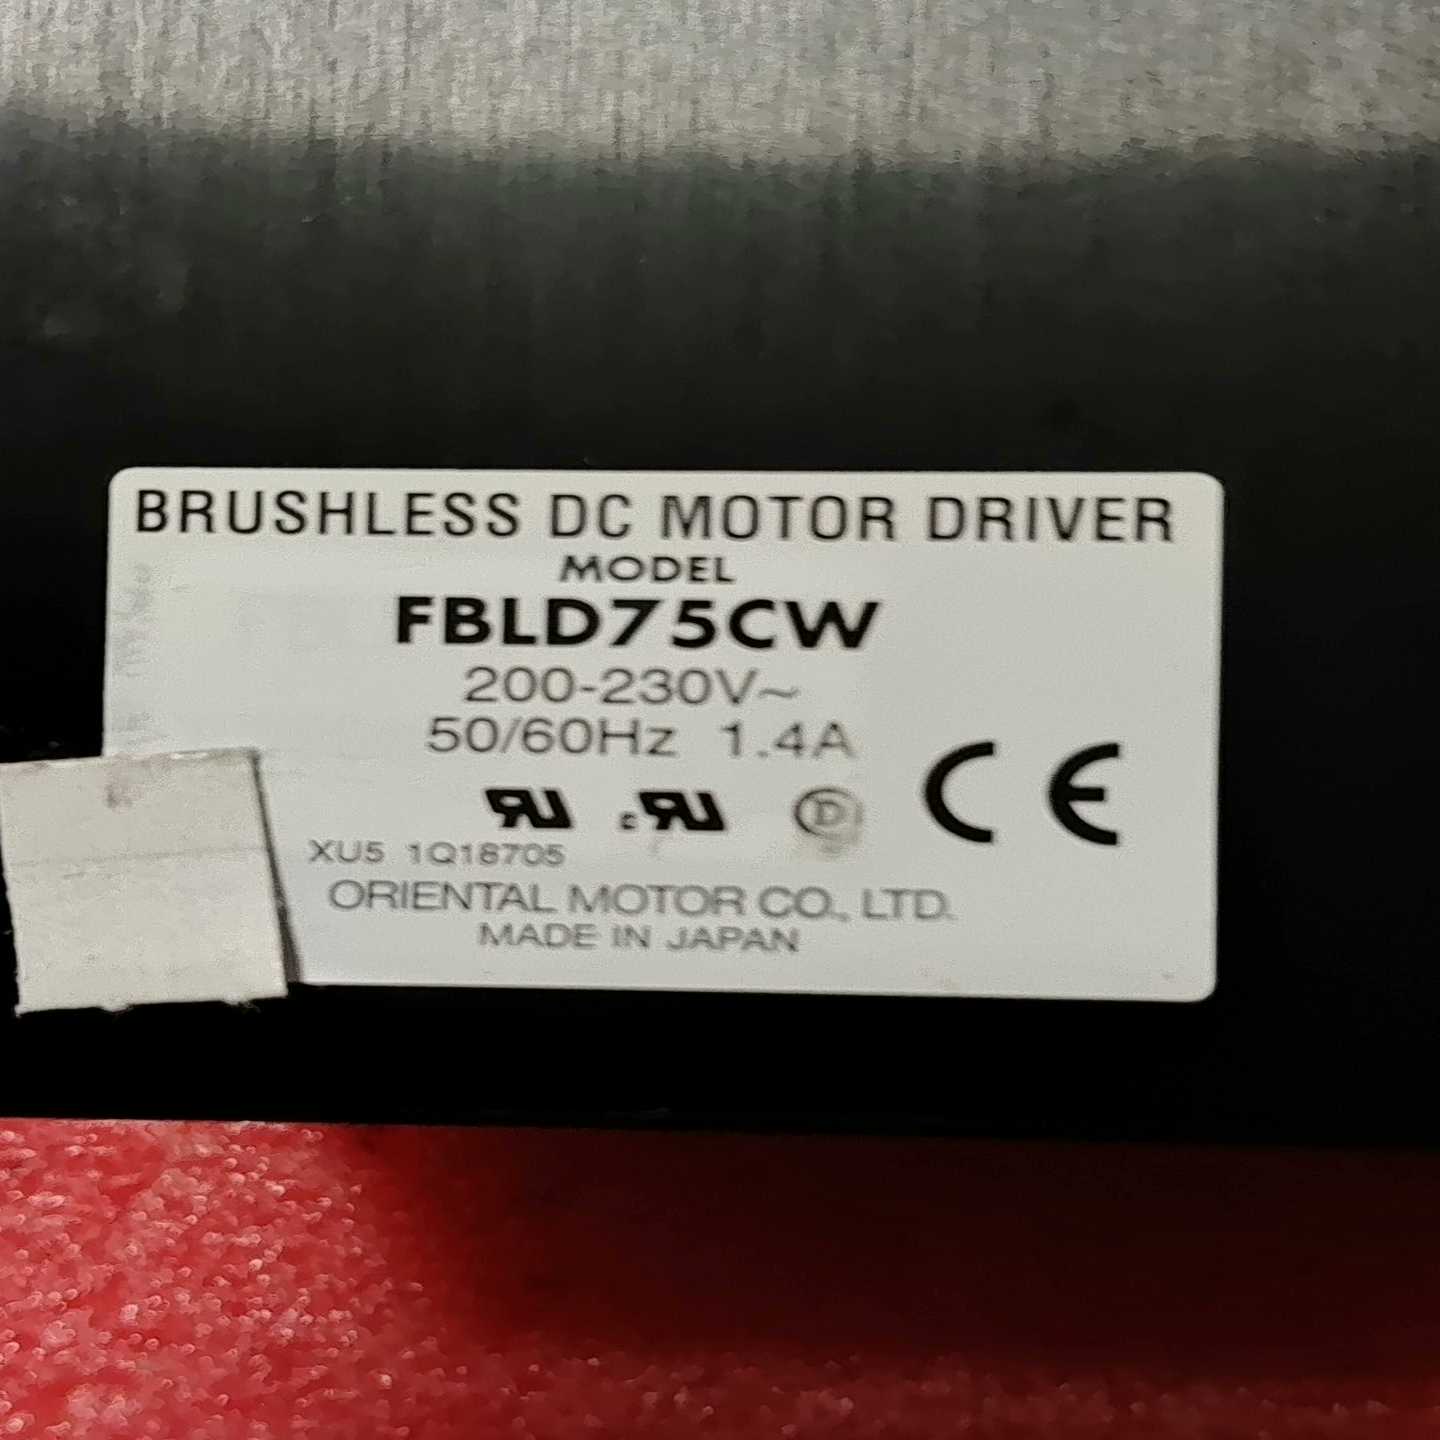 BRUSHLESS DC MOTOR DRIVER
MODEL
FBLD75CW
200-230V~
50/60Hz 1.4A
CE
XU5 1Q18705
ORIENTAL MOTOR CO., LTD.
MADE IN JAPAN